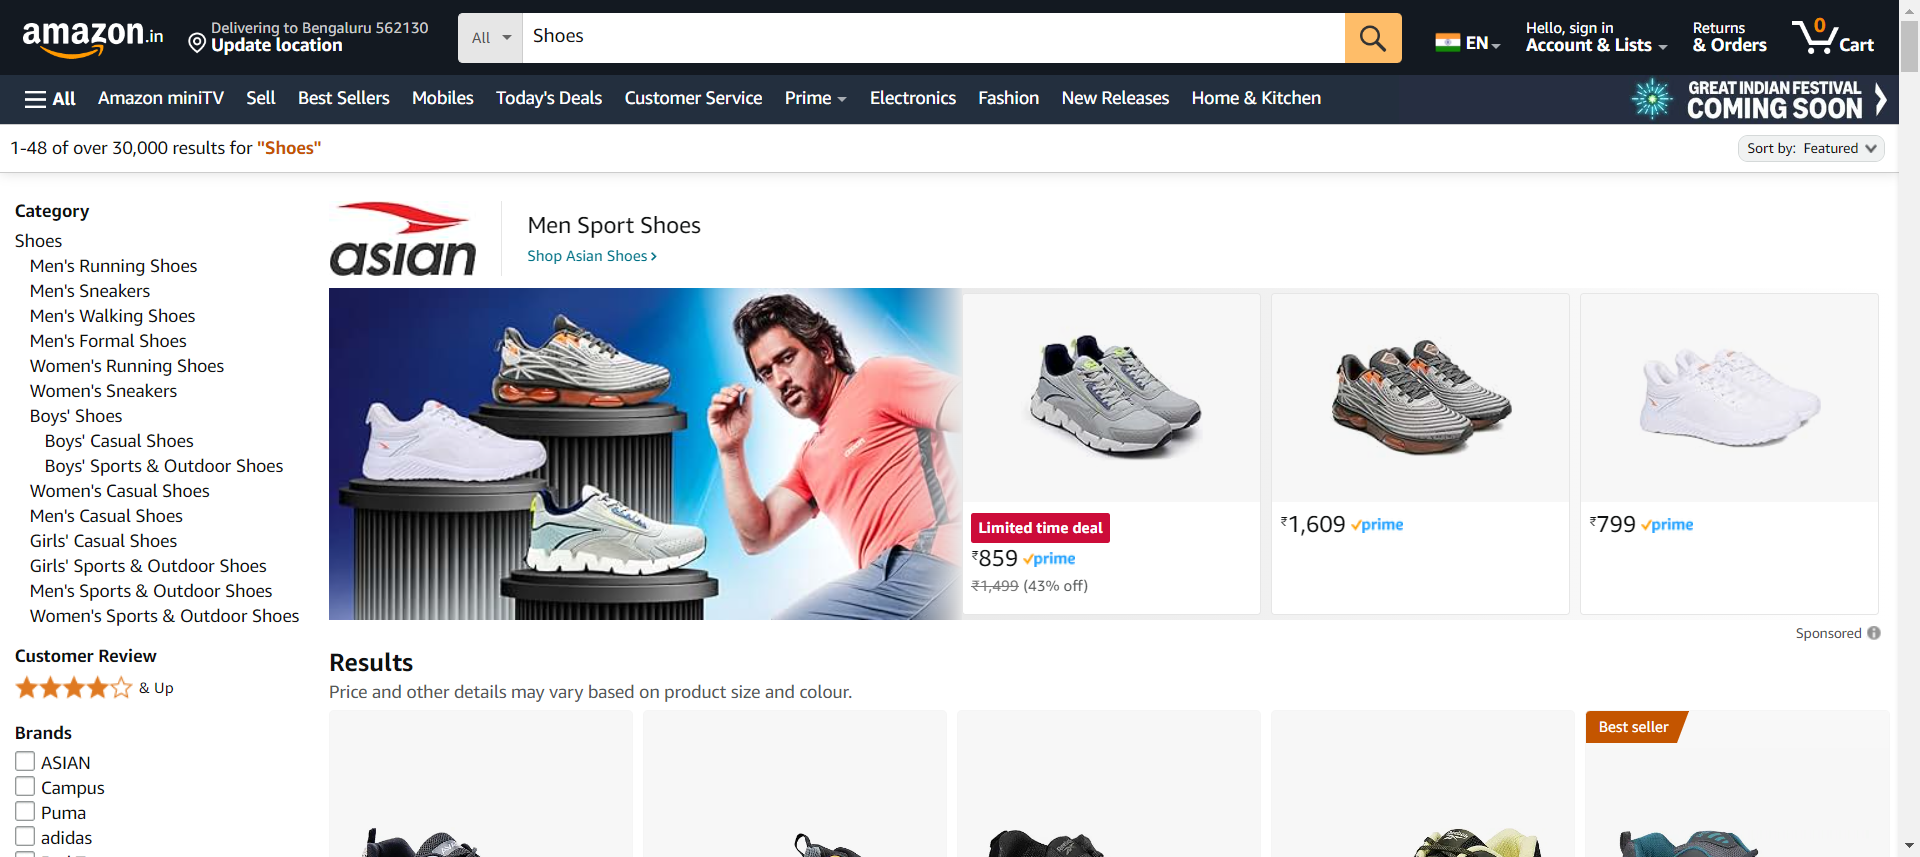 amazon.in
Delivering to Bengaluru 562130
Update location
All
Shoes
EN
Hello, sign in
Account & Lists
Returns
& Orders
0
Cart
All
Amazon miniTV
Sell
Best Sellers
Mobiles
Today's Deals
Customer Service
Prime
Electronics
Fashion
New Releases
Home & Kitchen
GREAT INDIAN FESTIVAL
COMING SOON
1-48 of over 30,000 results for "Shoes"
Sort by: Featured
Category
Shoes
Men's Running Shoes
Men's Sneakers
Men's Walking Shoes
Men's Formal Shoes
Women's Running Shoes
Women's Sneakers
Boys' Shoes
Boys' Casual Shoes
Boys' Sports & Outdoor Shoes
Women's Casual Shoes
Men's Casual Shoes
Girls' Casual Shoes
Girls' Sports & Outdoor Shoes
Men's Sports & Outdoor Shoes
Women's Sports & Outdoor Shoes
Customer Review
& Up
Brands
ASIAN
Campus
Puma
adidas
asian
Men Sport Shoes
Shop Asian Shoes ›
Limited time deal
₹859 prime
₹1,499 (43% off)
₹1,609 prime
₹799 prime
Sponsored
Results
Price and other details may vary based on product size and colour.
Best seller